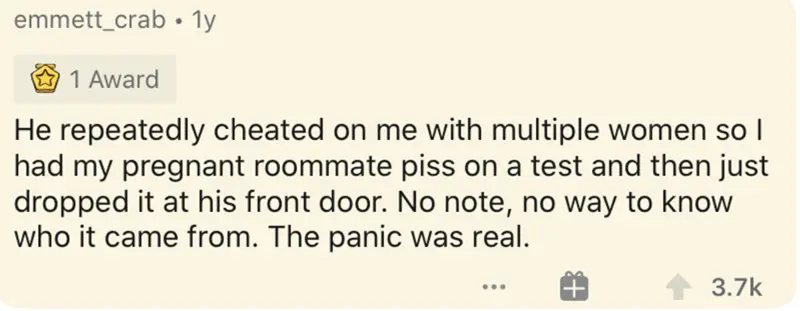 emmett_crab • 1y
1 Award
He repeatedly cheated on me with multiple women so I
had my pregnant roommate piss on a test and then just
dropped it at his front door. No note, no way to know
who it came from. The panic was real.
3.7k